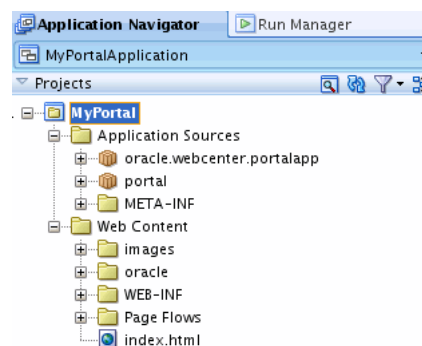 Application Navigator Run Manager
MyPortalApplication
Projects
MyPortal
Application Sources
oracle.webcenter.portalapp
portal
META-INF
Web Content
images
oracle
WEB-INF
Page Flows
index.html